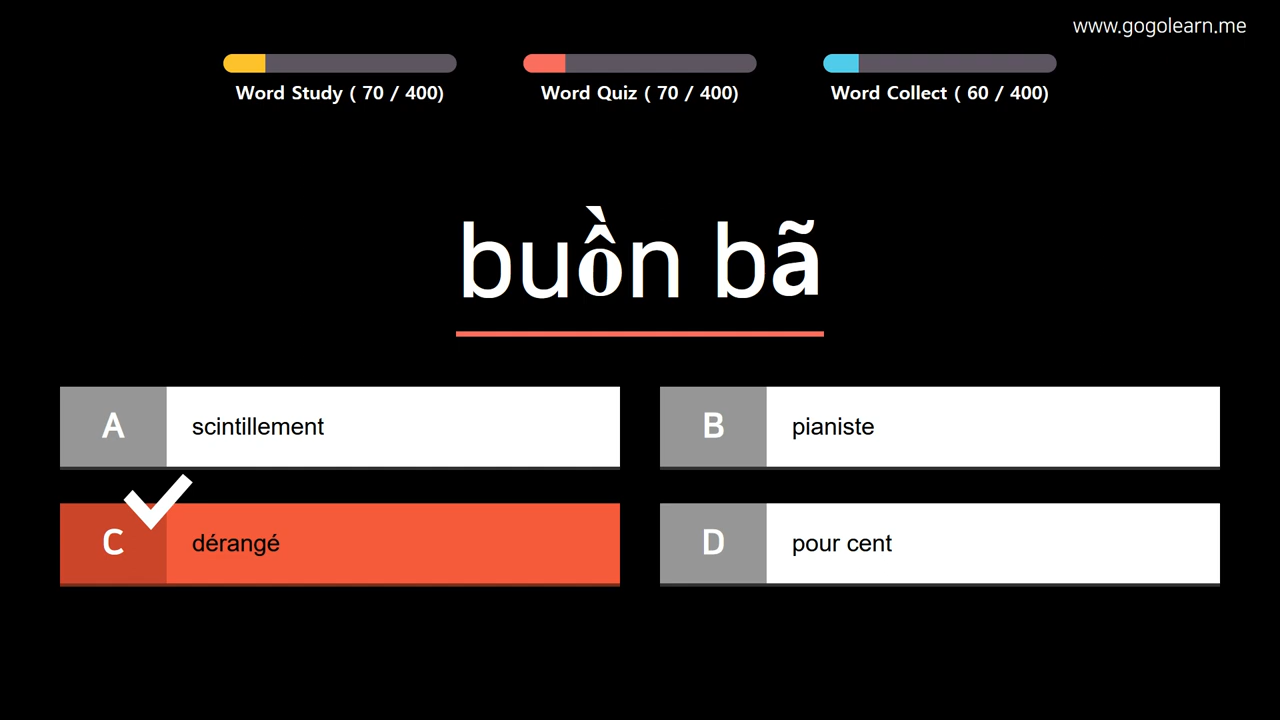 www.gogolearn.me
Word Study ( 70 / 400)
Word Quiz ( 70 / 400)
Word Collect ( 60 / 400)
buồn bã
A scintillement
B pianiste
C dérangé
D pour cent